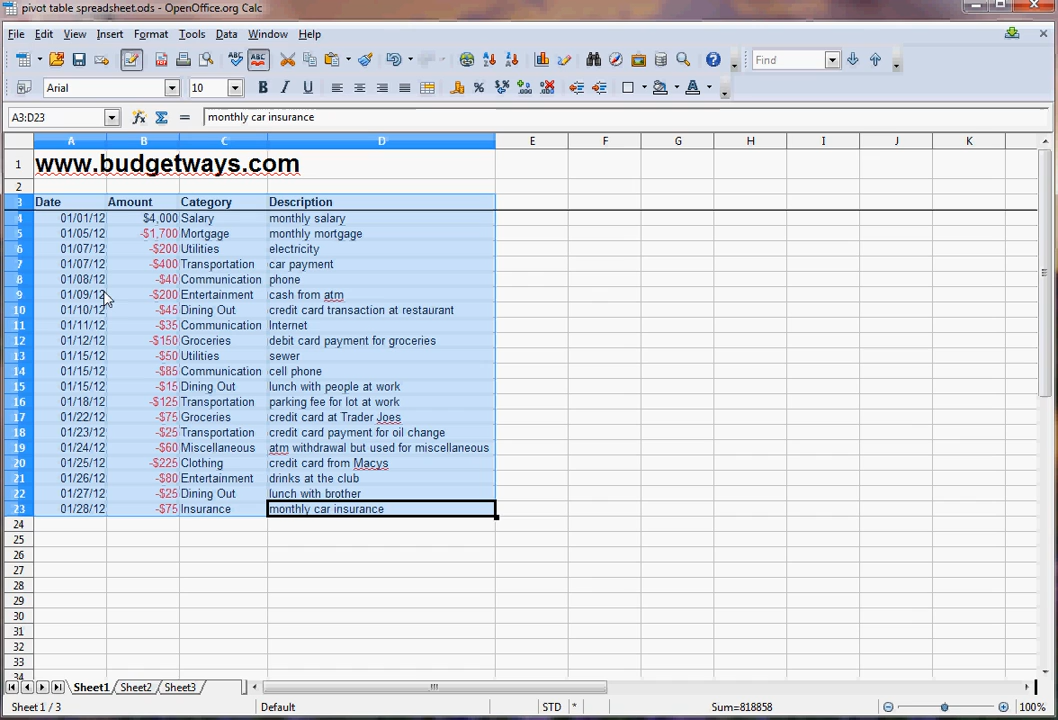 pivot table spreadsheet.ods - OpenOffice.org Calc
File Edit View Insert Format Tools Data Window Help
Find
Arial 10
A3:D23 monthly car insurance
A B C D E F G H I J K
1 www.budgetways.com
2
3 Date Amount Category Description
4 01/01/12 $4,000 Salary monthly salary
5 01/05/12 -$1,700 Mortgage monthly mortgage
6 01/07/12 -$200 Utilities electricity
7 01/07/12 -$400 Transportation car payment
8 01/08/12 -$40 Communication phone
9 01/09/12 -$200 Entertainment cash from atm
10 01/10/12 -$45 Dining Out credit card transaction at restaurant
11 01/11/12 -$35 Communication Internet
12 01/12/12 -$150 Groceries debit card payment for groceries
13 01/15/12 -$50 Utilities sewer
14 01/15/12 -$85 Communication cell phone
15 01/15/12 -$15 Dining Out lunch with people at work
16 01/18/12 -$125 Transportation parking fee for lot at work
17 01/22/12 -$75 Groceries credit card at Trader Joes
18 01/23/12 -$25 Transportation credit card payment for oil change
19 01/24/12 -$60 Miscellaneous atm withdrawal but used for miscellaneous
20 01/25/12 -$225 Clothing credit card from Macys
21 01/26/12 -$80 Entertainment drinks at the club
22 01/27/12 -$25 Dining Out lunch with brother
23 01/28/12 -$75 Insurance monthly car insurance
24
25
26
27
28
29
30
31
32
33
34
Sheet1 Sheet2 Sheet3
Sheet 1 / 3 Default STD * Sum=818858 100%